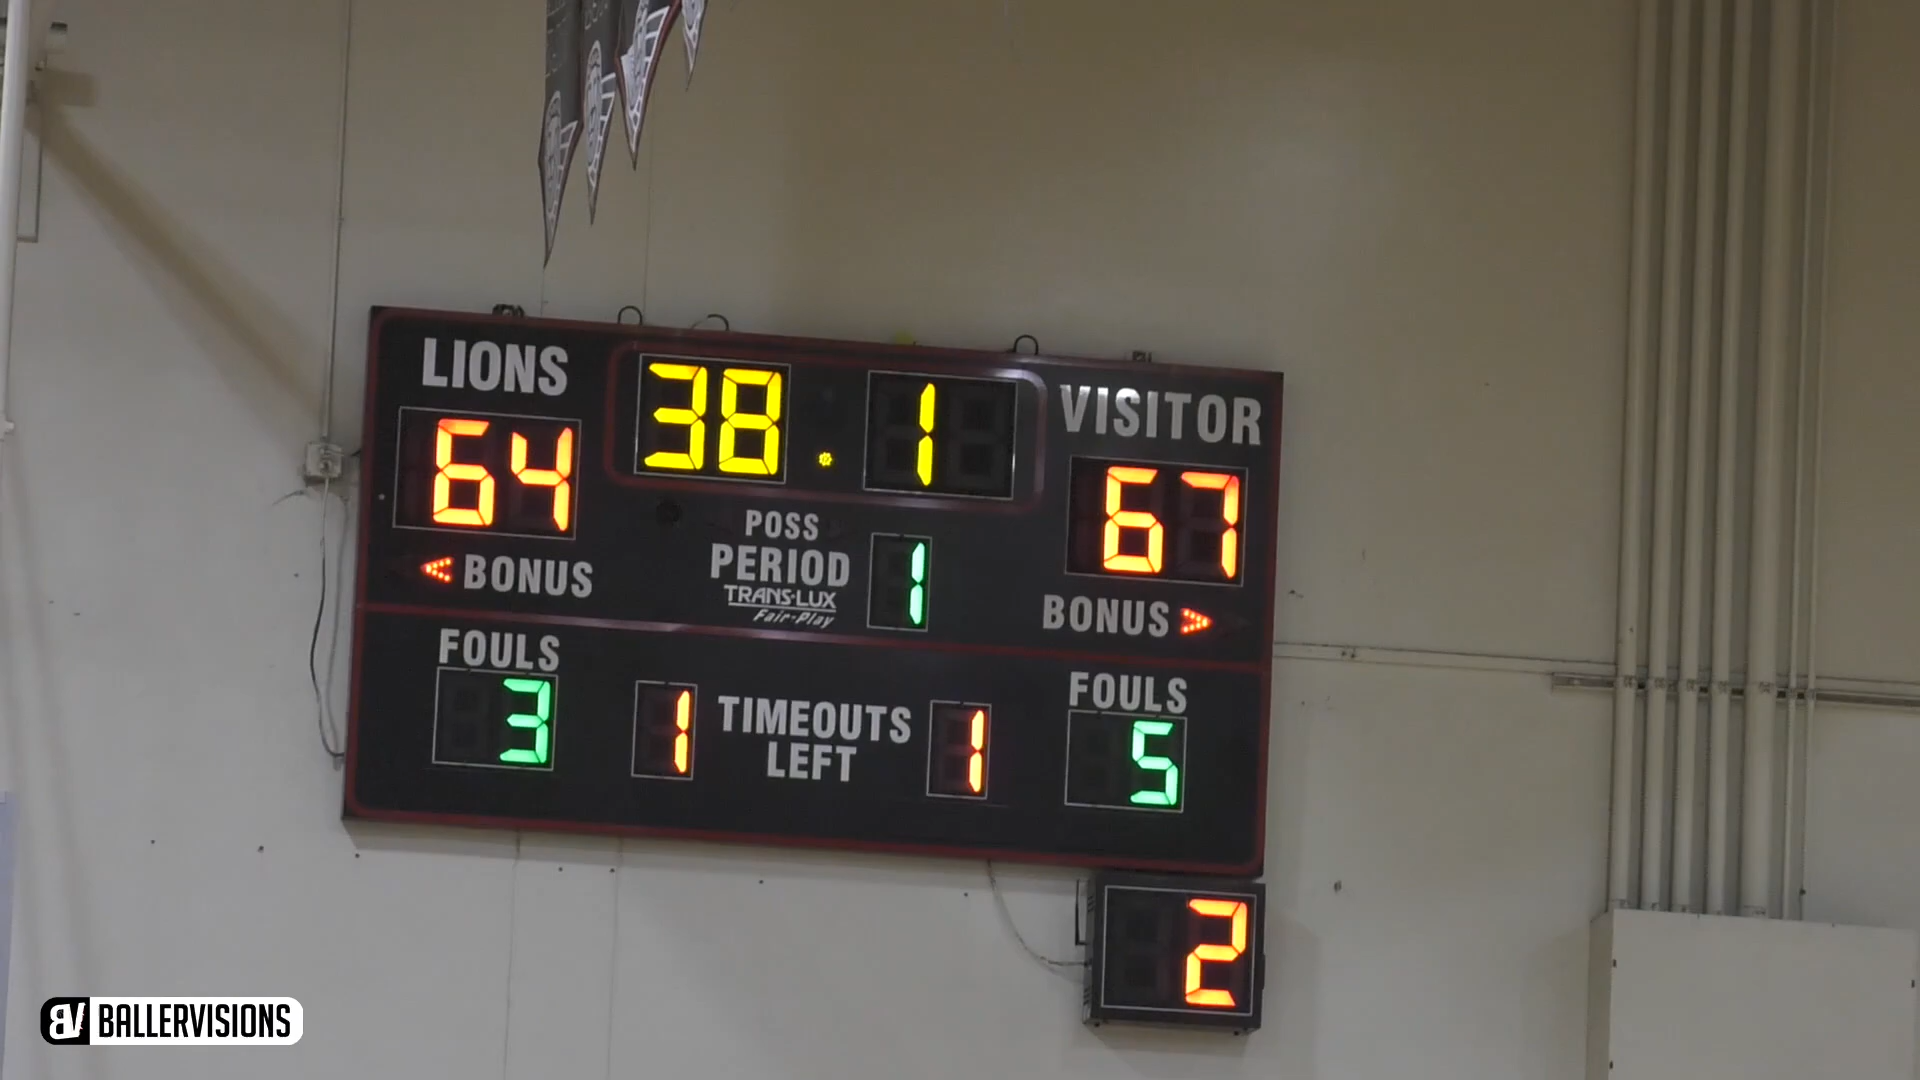 LIONS
38.1
VISITOR
64
67
POSS
PERIOD
1
TRANS-LUX
Fair-Play
BONUS
BONUS
FOULS
FOULS
3
1
TIMEOUTS
LEFT
1
5
2
BV BALLERVISIONS